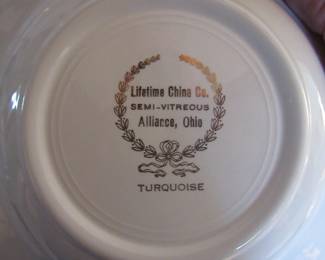 Lifetime China Co.
SEMI-VITREOUS
Alliance, Ohio
TURQUOISE